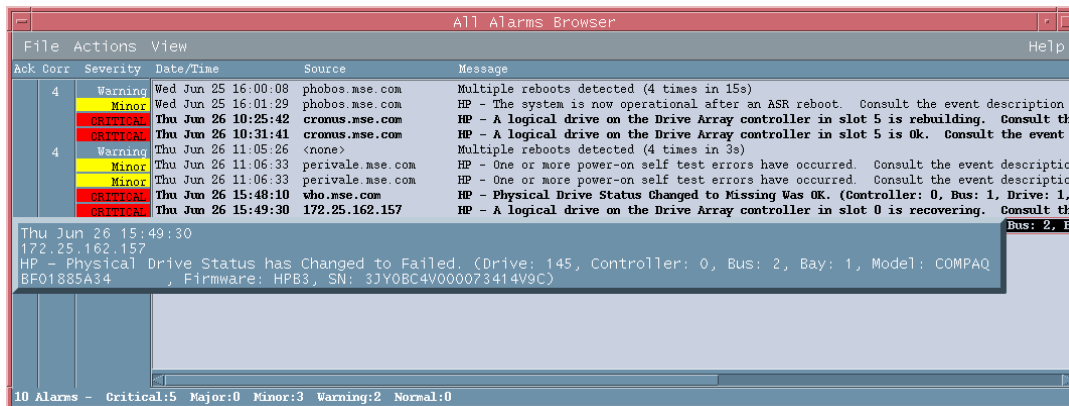 All Alarms Browser
File Actions View Help
Ack Corr Severity Date/Time Source Message
4 Warning Wed Jun 25 16:00:08 phobos.mse.com Multiple reboots detected (4 times in 15s)
Minor Wed Jun 25 16:01:29 phobos.mse.com HP - The system is now operational after an ASR reboot. Consult the event description
CRITICAL Thu Jun 26 10:25:42 cronus.mse.com HP - A logical drive on the Drive Array controller in slot 5 is rebuilding. Consult th
CRITICAL Thu Jun 26 10:31:41 cronus.mse.com HP - A logical drive on the Drive Array controller in slot 5 is Ok. Consult the event
4 Warning Thu Jun 26 11:05:26 <none> Multiple reboots detected (4 times in 3s)
Minor Thu Jun 26 11:06:33 perivale.mse.com HP - One or more power-on self test errors have occurred. Consult the event descriptio
Minor Thu Jun 26 11:06:33 perivale.mse.com HP - One or more power-on self test errors have occurred. Consult the event descriptio
CRITICAL Thu Jun 26 15:48:10 who.mse.com HP - Physical Drive Status Changed to Missing Was OK. (Controller: 0, Bus: 1, Drive: 1,
CRITICAL Thu Jun 26 15:49:30 172.25.162.157 HP - A logical drive on the Drive Array controller in slot 0 is recovering. Consult th
Bus: 2, B
Thu Jun 26 15:49:30
172.25.162.157
HP - Physical Drive Status has Changed to Failed. (Drive: 145, Controller: 0, Bus: 2, Bay: 1, Model: COMPAQ
BF01885A34 , Firmware: HPB3, SN: 3JY0BC4V000073414V9C)
10 Alarms - Critical:5 Major:0 Minor:3 Warning:2 Normal:0